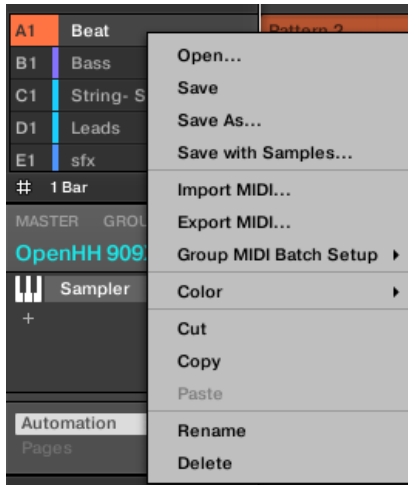 A1 Beat Pattern 2
Open...
B1 Bass
Save
C1 String- S
Save As...
D1 Leads
Save with Samples...
E1 sfx
1 Bar
Import MIDI...
MASTER GROU
Export MIDI...
OpenHH 909
Group MIDI Batch Setup
Sampler
Color
+
Cut
Copy
Paste
Automation
Rename
Pages
Delete